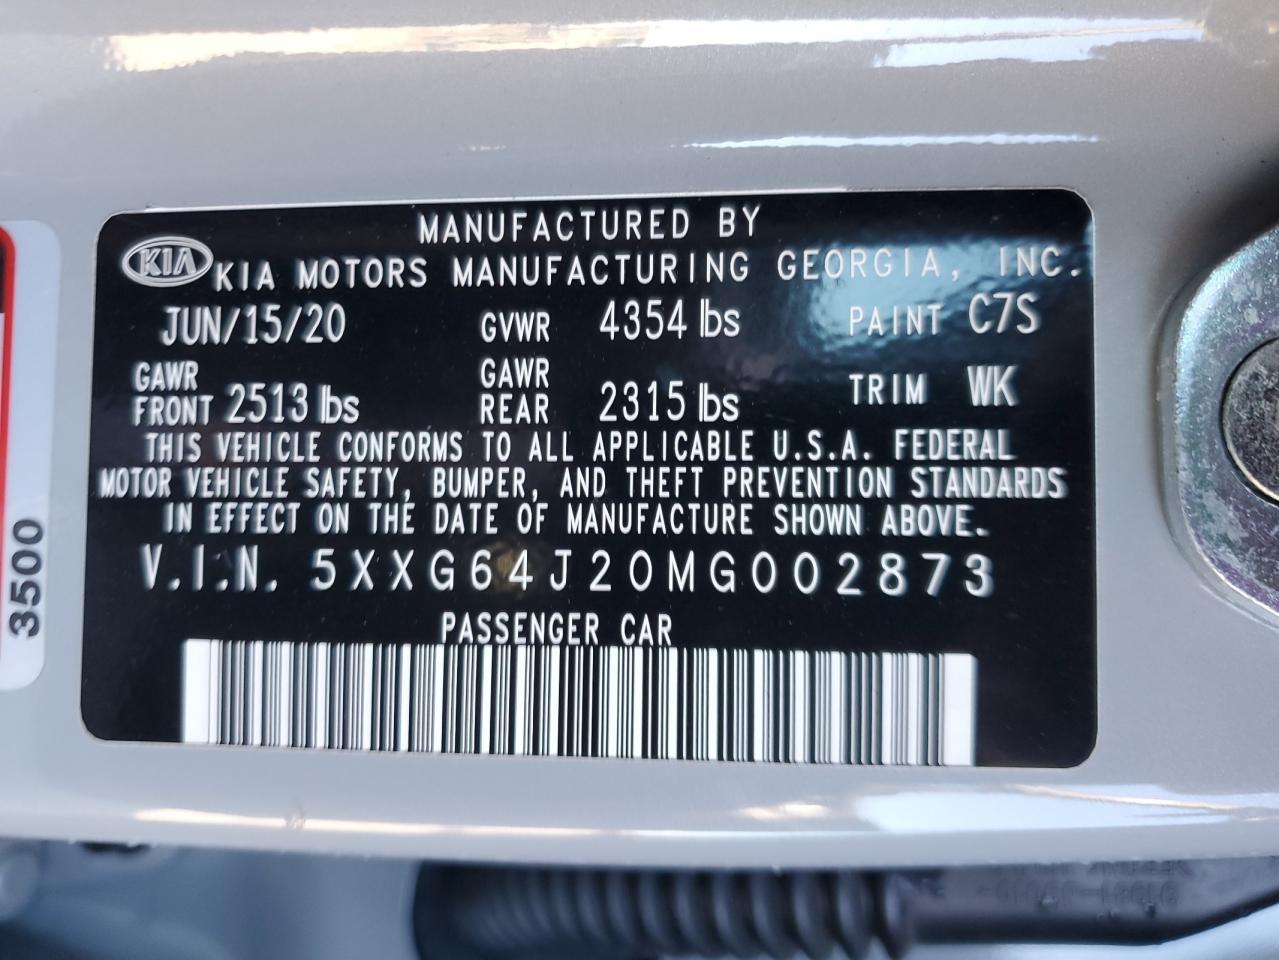 MANUFACTURED BY
KIA KIA MOTORS MANUFACTURING GEORGIA, INC.
JUN/15/20 GVWR 4354 lbs PAINT C7S
GAWR FRONT 2513 lbs GAWR REAR 2315 lbs TRIM WK
THIS VEHICLE CONFORMS TO ALL APPLICABLE U.S.A. FEDERAL
MOTOR VEHICLE SAFETY, BUMPER, AND THEFT PREVENTION STANDARDS
IN EFFECT ON THE DATE OF MANUFACTURE SHOWN ABOVE.
V.I.N. 5XXG64J20MG002873
PASSENGER CAR
3500